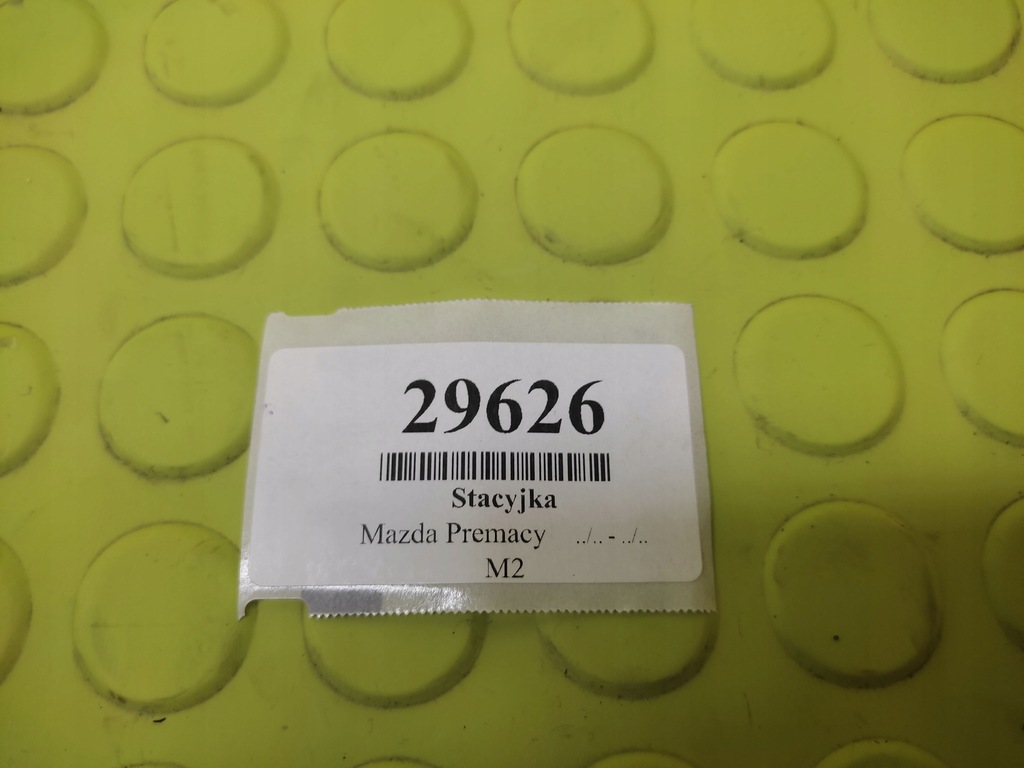 29626
Stacyjka
Mazda Premacy ../.. - ../..
M2